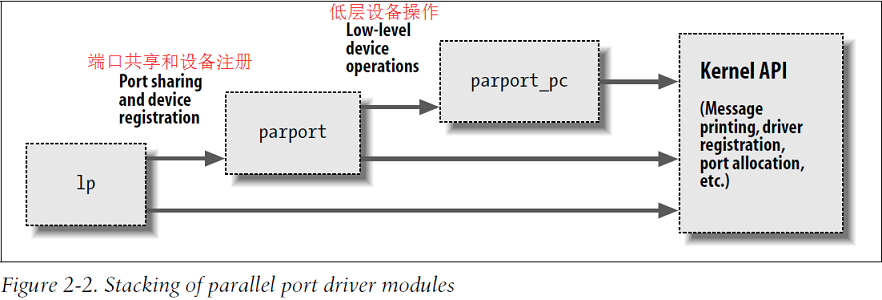 低层设备操作
Low-level
device
operations
端口共享和设备注册
Port sharing
and device
registration
lp
parport
parport_pc
Kernel API
(Message
printing, driver
registration,
port allocation,
etc.)
Figure 2-2. Stacking of parallel port driver modules